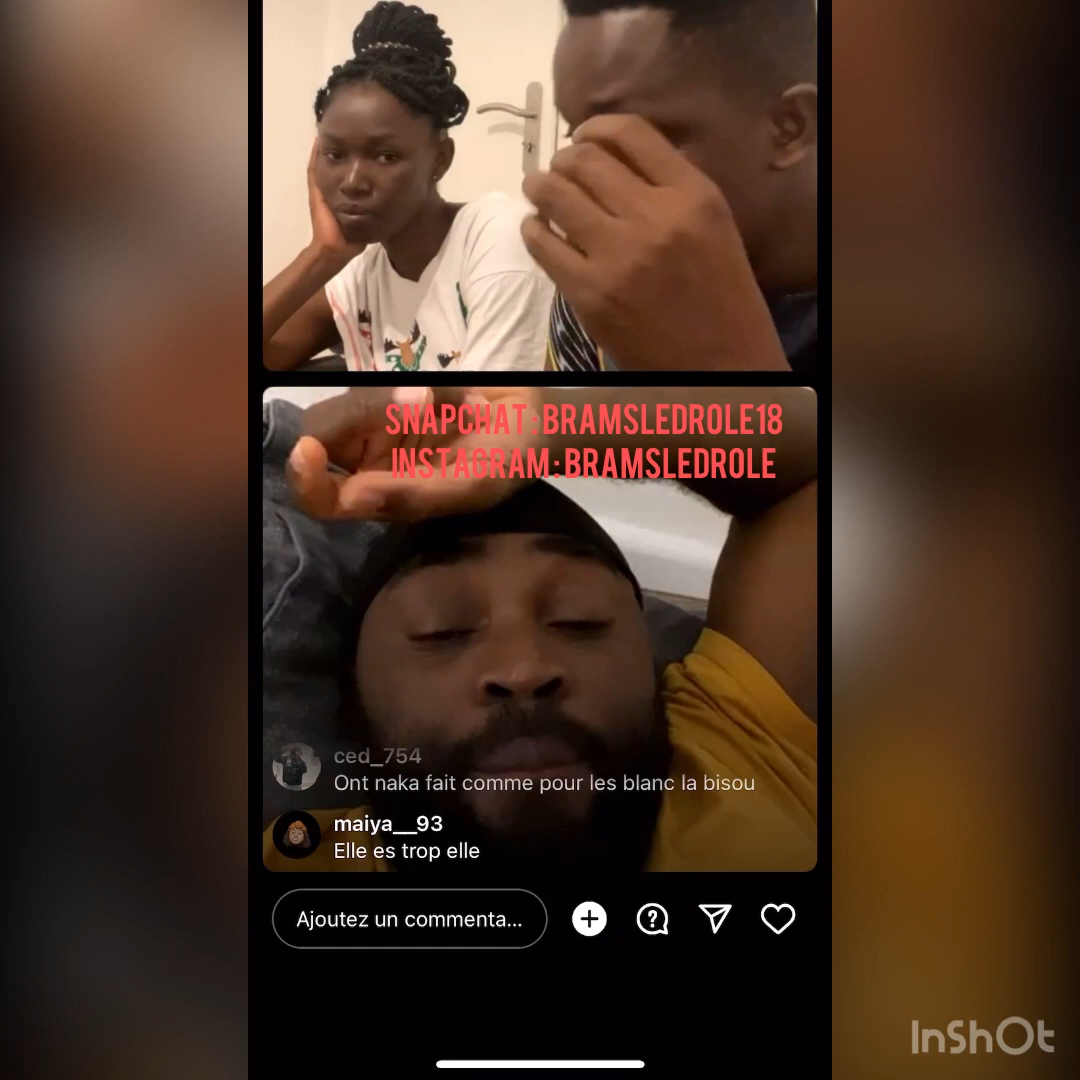 SNAPCHAT : BRAMSLEDROLE18
INSTAGRAM : BRAMSLEDROLE
ced_754
Ont naka fait comme pour les blanc la bisou
maiya__93
Elle es trop elle
Ajoutez un commenta...
InShOt